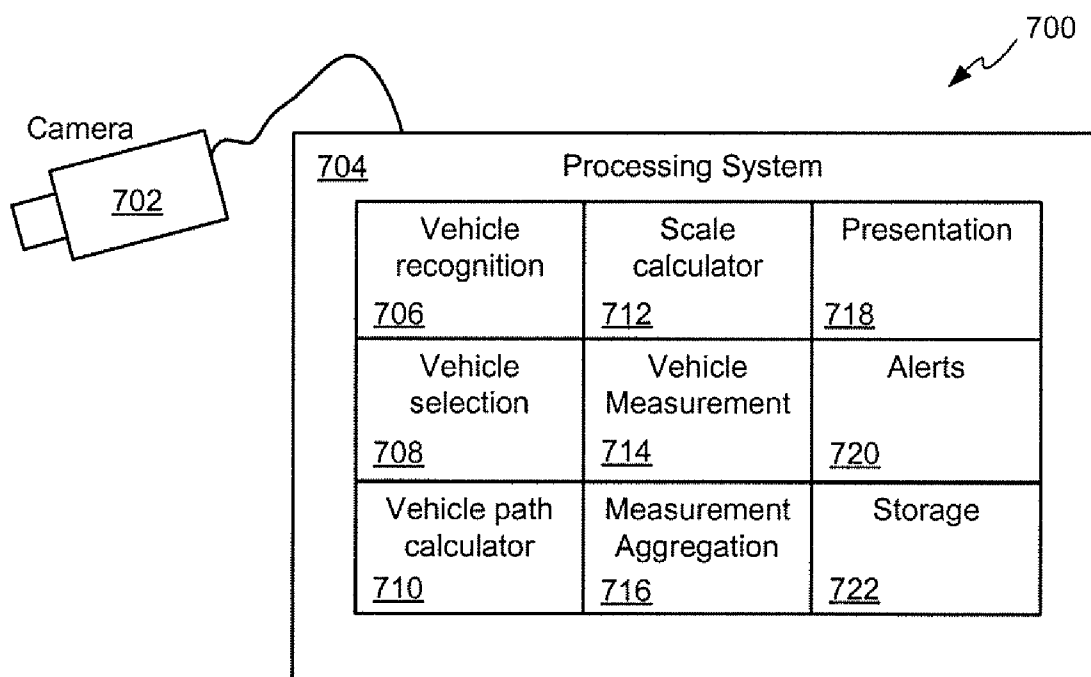 700
Camera
702
704
Processing System
Vehicle
recognition
706
Scale
calculator
712
Presentation
718
Vehicle
selection
708
Vehicle
Measurement
714
Alerts
720
Vehicle path
calculator
710
Measurement
Aggregation
716
Storage
722